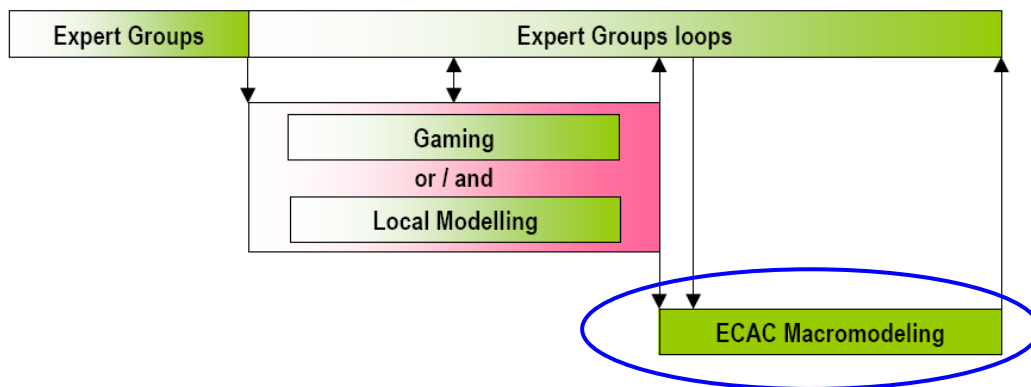 Expert Groups
Expert Groups loops
Gaming
or / and
Local Modelling
ECAC Macromodeling